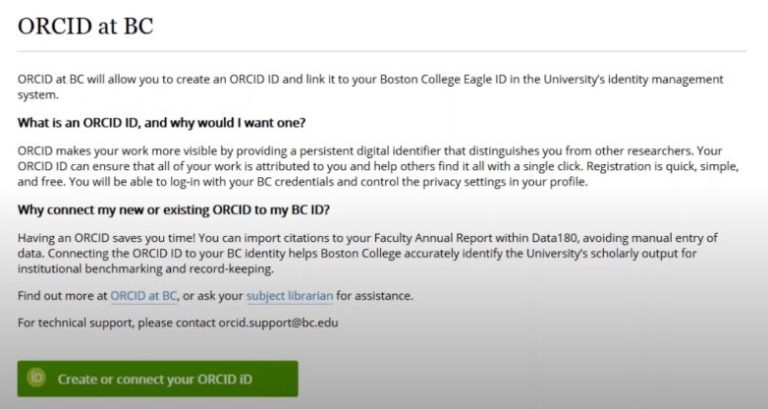 ORCID at BC
ORCID at BC will allow you to create an ORCID ID and link it to your Boston College Eagle ID in the University's identity management
system.
What is an ORCID ID, and why would I want one?
ORCID makes your work more visible by providing a persistent digital identifier that distinguishes you from other researchers. Your
ORCID ID can ensure that all of your work is attributed to you and help others find it all with a single click. Registration is quick, simple,
and free. You will be able to log-in with your BC credentials and control the privacy settings in your profile.
Why connect my new or existing ORCID to my BC ID?
Having an ORCID saves you time! You can import citations to your Faculty Annual Report within Data180, avoiding manual entry of
data. Connecting the ORCID ID to your BC identity helps Boston College accurately identify the University's scholarly output for
institutional benchmarking and record-keeping.
Find out more at ORCID at BC, or ask your subject librarian for assistance.
For technical support, please contact orcid.support@bc.edu
iD Create or connect your ORCID iD